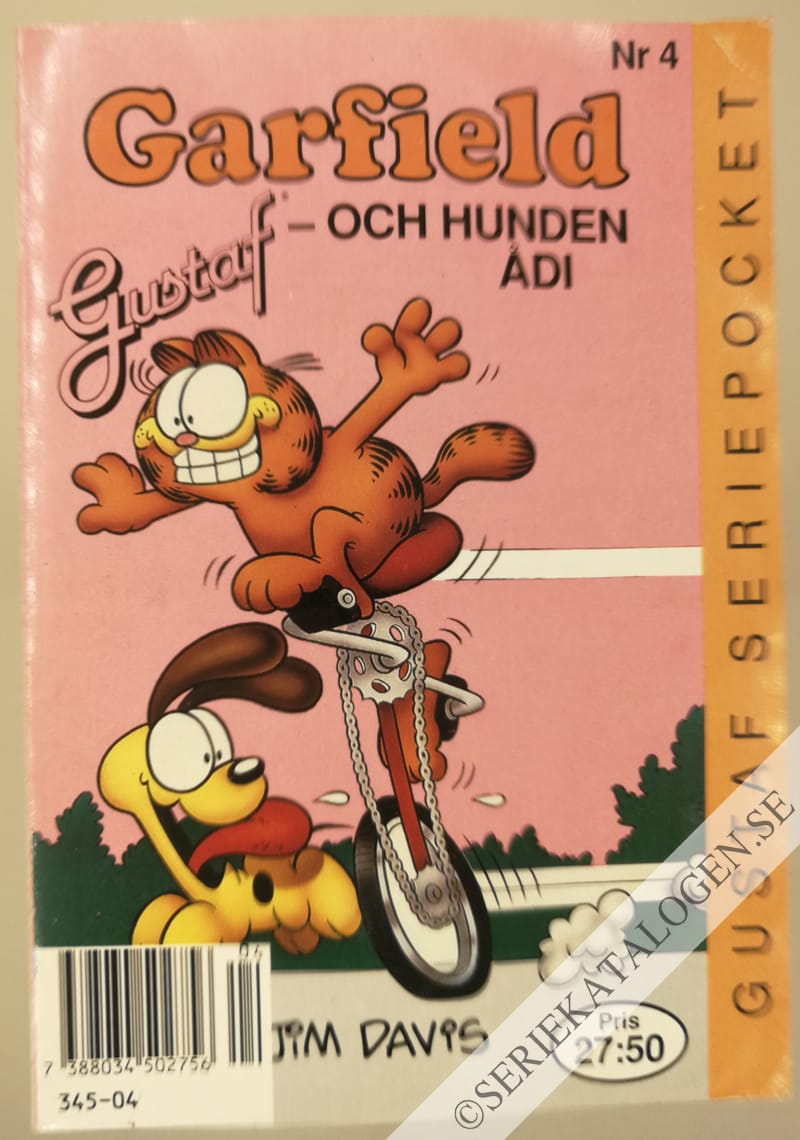 Nr 4
Garfield
Gustaf
– OCH HUNDEN
ÅDI
GUSTAF SERIEPOCKET
04
7 388034 502756
345-04
JIM DAVIS
Pris
27:50
©SERIEKATALOGEN.SE